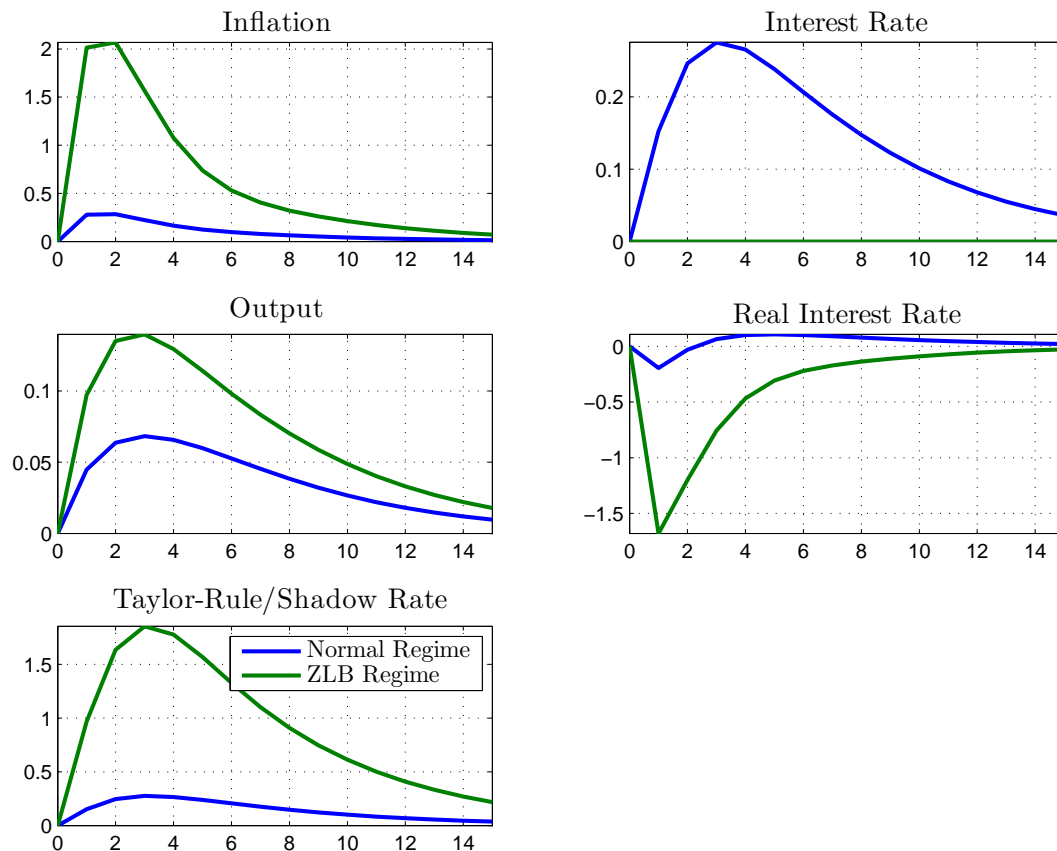 Inflation
2
1.5
1
0.5
0
0 2 4 6 8 10 12 14
Interest Rate
0.2
0.1
0
0 2 4 6 8 10 12 14
Output
0.1
0.05
0
0 2 4 6 8 10 12 14
Real Interest Rate
0
−0.5
−1
−1.5
0 2 4 6 8 10 12 14
Taylor-Rule/Shadow Rate
Normal Regime
ZLB Regime
1.5
1
0.5
0
0 2 4 6 8 10 12 14